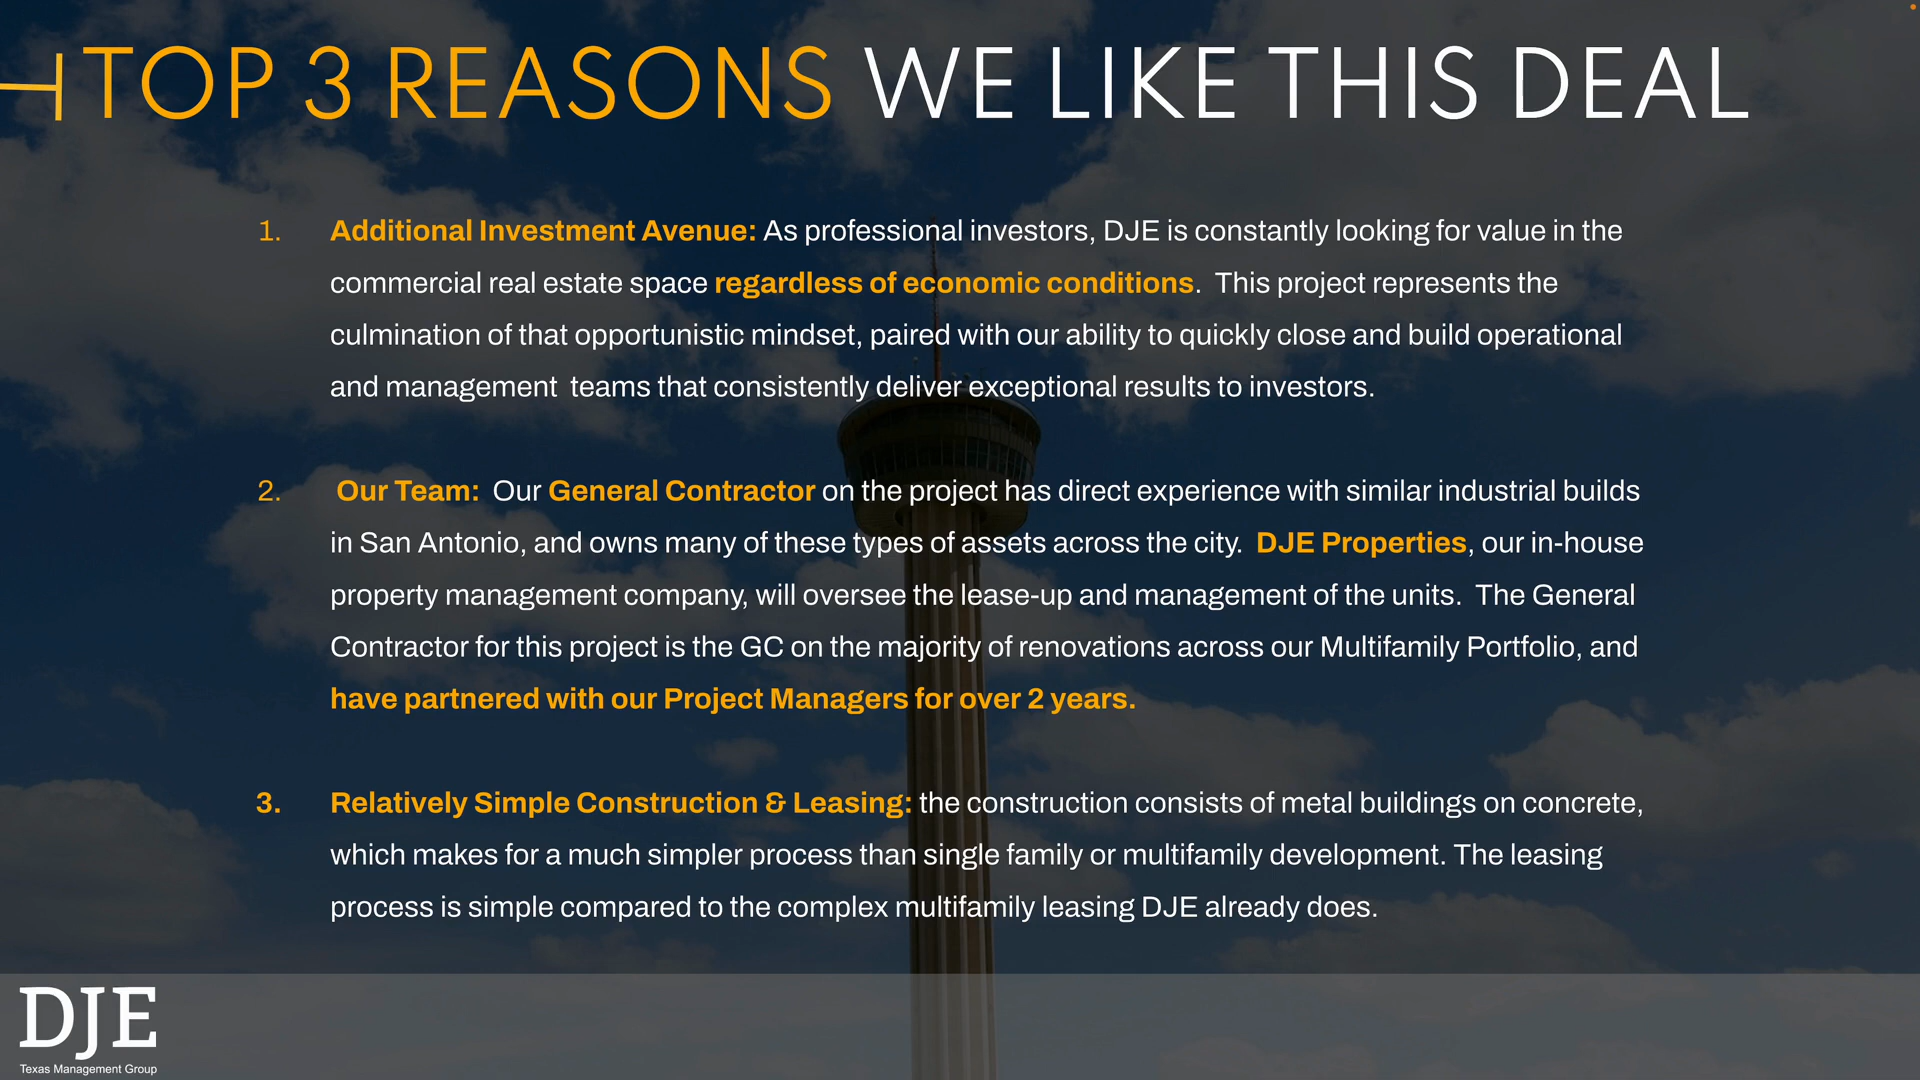 TOP 3 REASONS WE LIKE THIS DEAL
1. Additional Investment Avenue: As professional investors, DJE is constantly looking for value in the
commercial real estate space regardless of economic conditions.  This project represents the
culmination of that opportunistic mindset, paired with our ability to quickly close and build operational
and management  teams that consistently deliver exceptional results to investors.
2. Our Team:  Our General Contractor on the project has direct experience with similar industrial builds
in San Antonio, and owns many of these types of assets across the city.  DJE Properties, our in-house
property management company, will oversee the lease-up and management of the units.  The General
Contractor for this project is the GC on the majority of renovations across our Multifamily Portfolio, and
have partnered with our Project Managers for over 2 years.
3. Relatively Simple Construction & Leasing: the construction consists of metal buildings on concrete,
which makes for a much simpler process than single family or multifamily development. The leasing
process is simple compared to the complex multifamily leasing DJE already does.
DJE
Texas Management Group